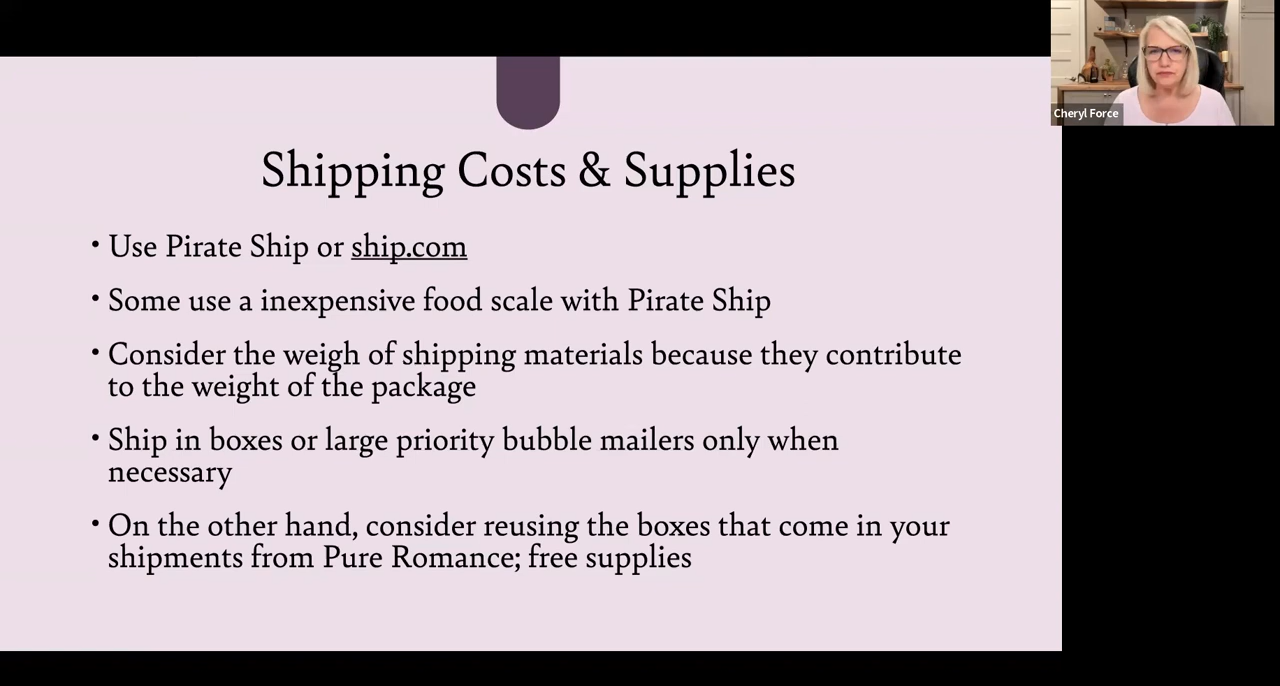 Cheryl Force
Shipping Costs & Supplies
• Use Pirate Ship or ship.com
• Some use a inexpensive food scale with Pirate Ship
• Consider the weigh of shipping materials because they contribute
to the weight of the package
• Ship in boxes or large priority bubble mailers only when
necessary
• On the other hand, consider reusing the boxes that come in your
shipments from Pure Romance; free supplies